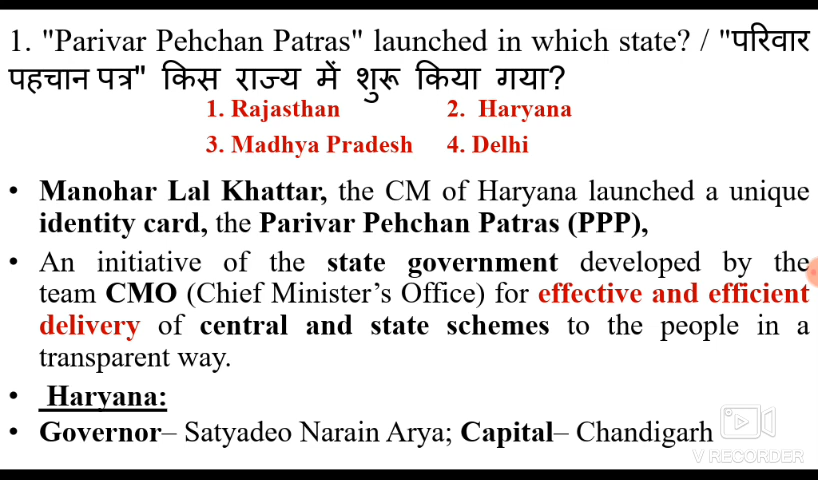 1. "Parivar Pehchan Patras" launched in which state? / "परिवार
पहचान पत्र" किस राज्य में शुरू किया गया?
1. Rajasthan 2. Haryana
3. Madhya Pradesh 4. Delhi
• Manohar Lal Khattar, the CM of Haryana launched a unique
identity card, the Parivar Pehchan Patras (PPP),
• An initiative of the state government developed by the
team CMO (Chief Minister’s Office) for effective and efficient
delivery of central and state schemes to the people in a
transparent way.
• Haryana:
• Governor– Satyadeo Narain Arya; Capital– Chandigarh
V RECORDER